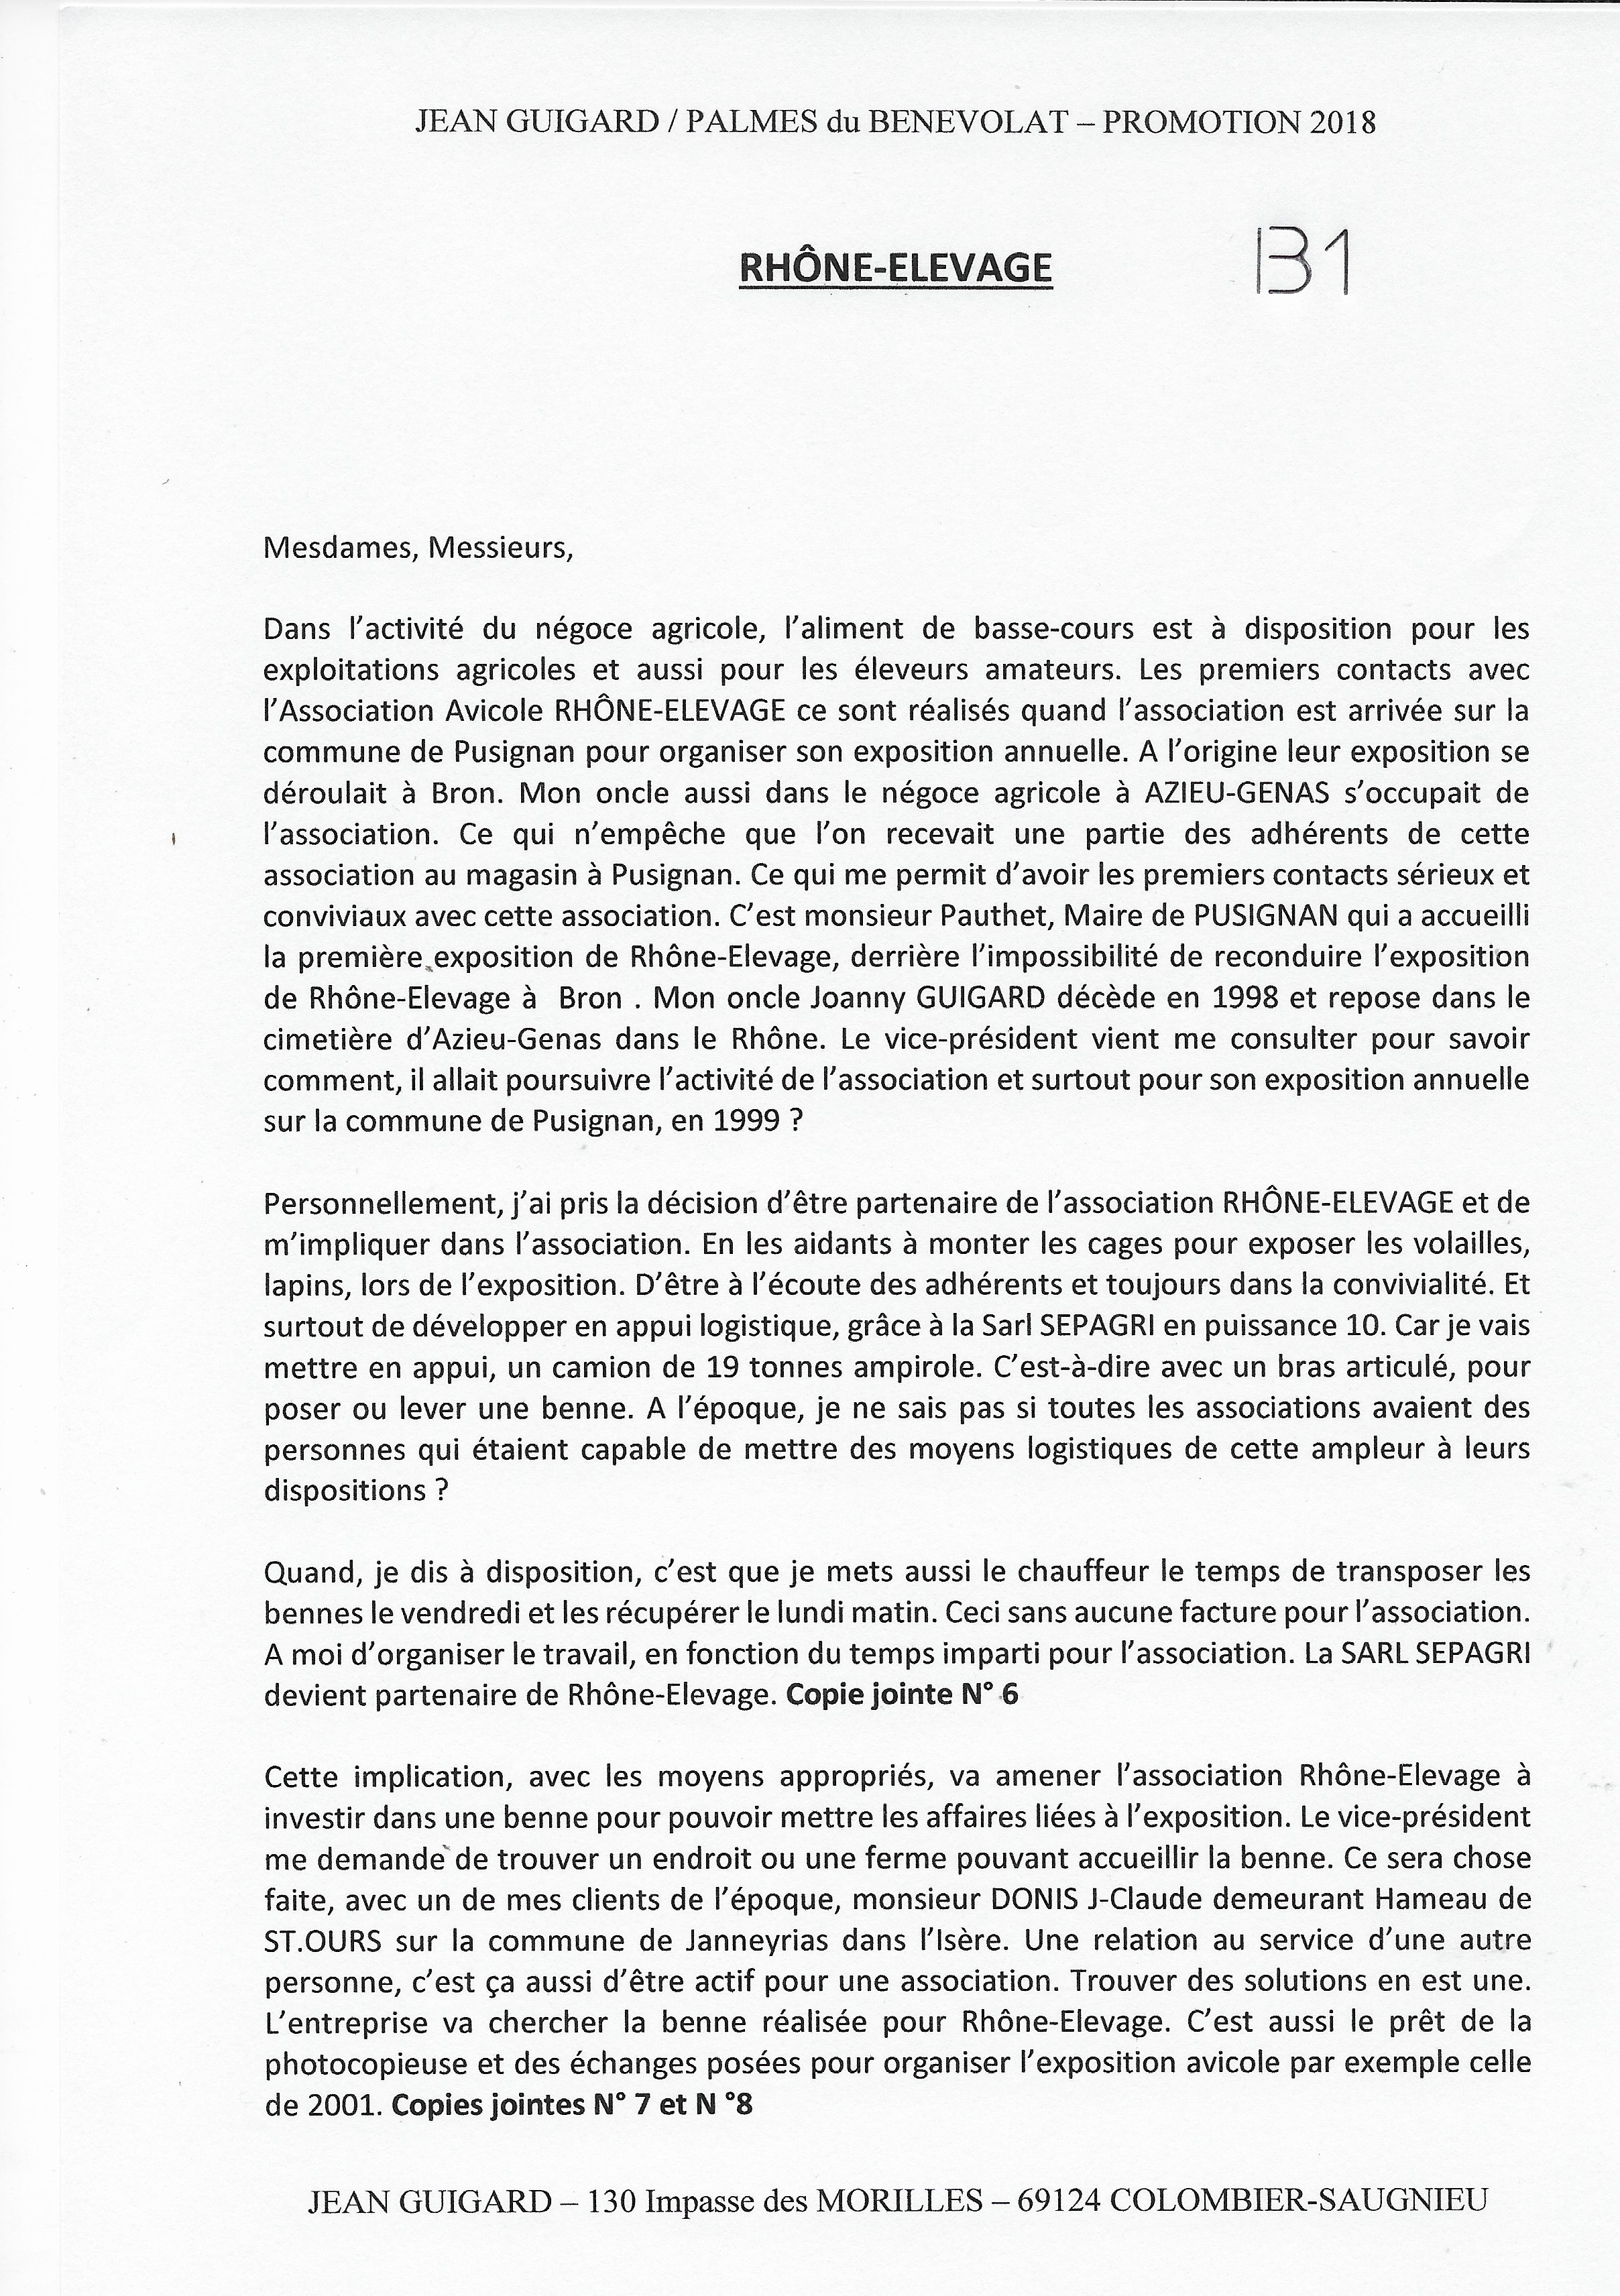 JEAN GUIGARD / PALMES du BENEVOLAT – PROMOTION 2018
RHÔNE-ELEVAGE
B1
Mesdames, Messieurs,
Dans l'activité du négoce agricole, l'aliment de basse-cours est à disposition pour les
exploitations agricoles et aussi pour les éleveurs amateurs. Les premiers contacts avec
l'Association Avicole RHÔNE-ELEVAGE ce sont réalisés quand l'association est arrivée sur la
commune de Pusignan pour organiser son exposition annuelle. A l'origine leur exposition se
déroulait à Bron. Mon oncle aussi dans le négoce agricole à AZIEU-GENAS s'occupait de
l'association. Ce qui n'empêche que l'on recevait une partie des adhérents de cette
association au magasin à Pusignan. Ce qui me permit d'avoir les premiers contacts sérieux et
conviviaux avec cette association. C'est monsieur Pauthet, Maire de PUSIGNAN qui a accueilli
la première exposition de Rhône-Elevage, derrière l'impossibilité de reconduire l'exposition
de Rhône-Elevage à  Bron . Mon oncle Joanny GUIGARD décède en 1998 et repose dans le
cimetière d'Azieu-Genas dans le Rhône. Le vice-président vient me consulter pour savoir
comment, il allait poursuivre l'activité de l'association et surtout pour son exposition annuelle
sur la commune de Pusignan, en 1999 ?
Personnellement, j'ai pris la décision d'être partenaire de l'association RHÔNE-ELEVAGE et de
m'impliquer dans l'association. En les aidants à monter les cages pour exposer les volailles,
lapins, lors de l'exposition. D'être à l'écoute des adhérents et toujours dans la convivialité. Et
surtout de développer en appui logistique, grâce à la Sarl SEPAGRI en puissance 10. Car je vais
mettre en appui, un camion de 19 tonnes ampirole. C'est-à-dire avec un bras articulé, pour
poser ou lever une benne. A l'époque, je ne sais pas si toutes les associations avaient des
personnes qui étaient capable de mettre des moyens logistiques de cette ampleur à leurs
dispositions ?
Quand, je dis à disposition, c'est que je mets aussi le chauffeur le temps de transposer les
bennes le vendredi et les récupérer le lundi matin. Ceci sans aucune facture pour l'association.
A moi d'organiser le travail, en fonction du temps imparti pour l'association. La SARL SEPAGRI
devient partenaire de Rhône-Elevage. Copie jointe N° 6
Cette implication, avec les moyens appropriés, va amener l'association Rhône-Elevage à
investir dans une benne pour pouvoir mettre les affaires liées à l'exposition. Le vice-président
me demande de trouver un endroit ou une ferme pouvant accueillir la benne. Ce sera chose
faite, avec un de mes clients de l'époque, monsieur DONIS J-Claude demeurant Hameau de
ST.OURS sur la commune de Janneyrias dans l'Isère. Une relation au service d'une autre
personne, c'est ça aussi d'être actif pour une association. Trouver des solutions en est une.
L'entreprise va chercher la benne réalisée pour Rhône-Elevage. C'est aussi le prêt de la
photocopieuse et des échanges posées pour organiser l'exposition avicole par exemple celle
de 2001. Copies jointes N° 7 et N °8
JEAN GUIGARD – 130 Impasse des MORILLES – 69124 COLOMBIER-SAUGNIEU